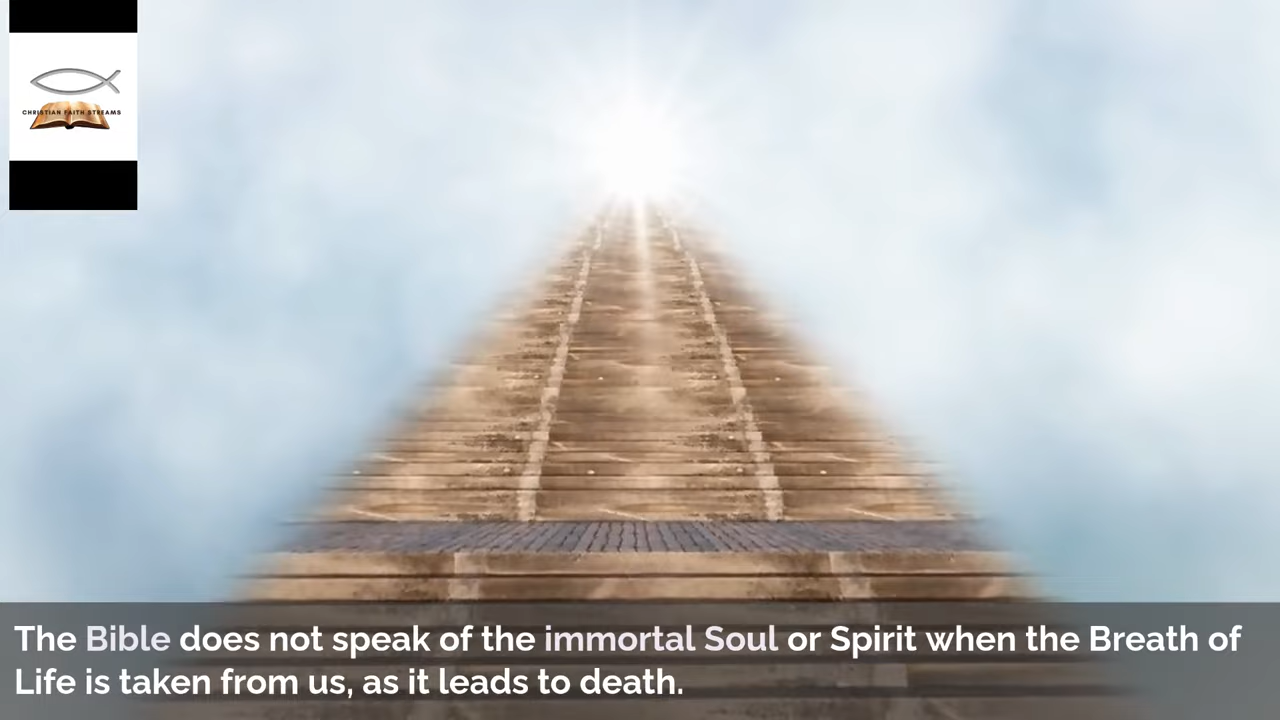 CHRISTIAN FAITH STREAMS
The Bible does not speak of the immortal Soul or Spirit when the Breath of
Life is taken from us, as it leads to death.